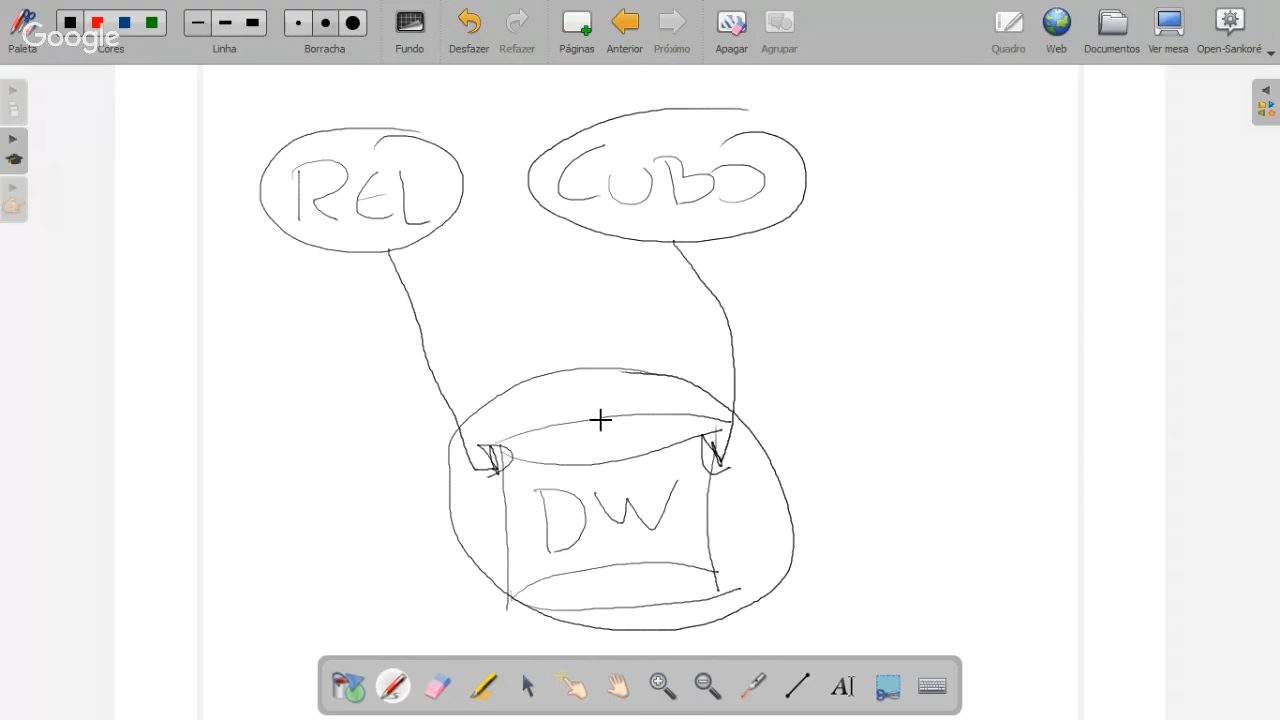 Paleta Cores Linha Borracha Fundo Desfazer Refazer Páginas Anterior Próximo Apagar Agrupar Quadro Web Documentos Ver mesa Open-Sankoré
Google
REL CUBO
DW
AI